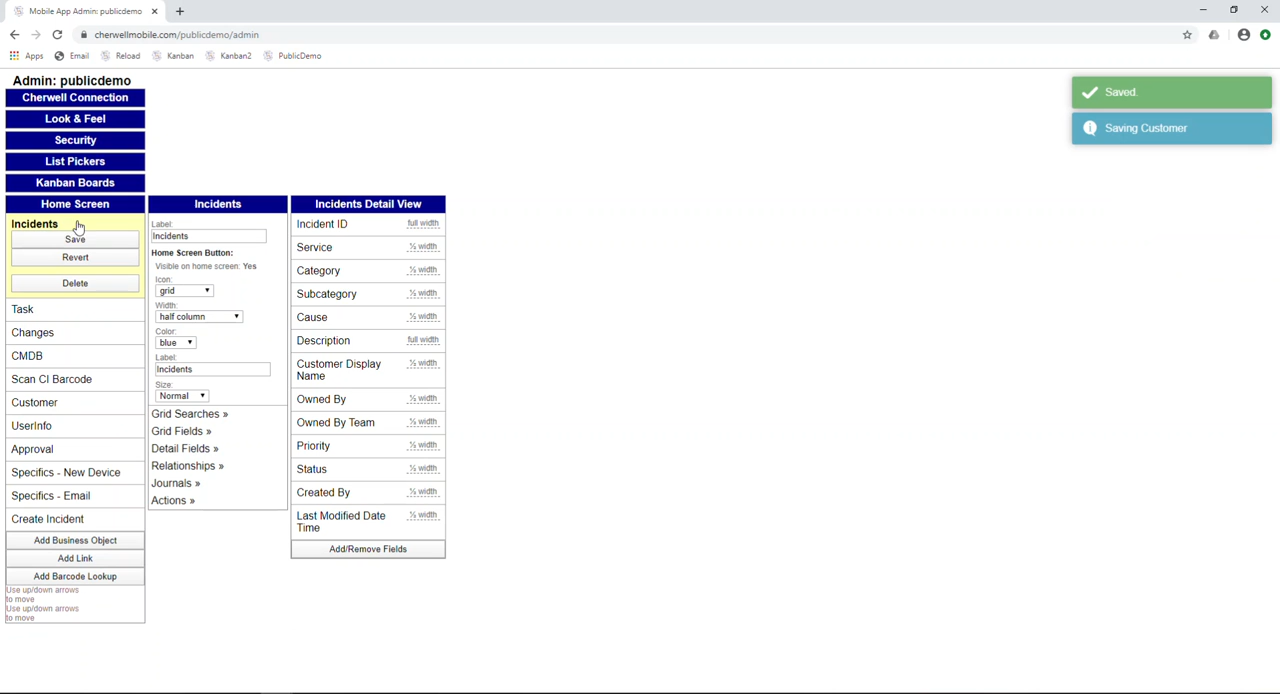 Mobile App Admin: publicdemo
cherwellmobile.com/publicdemo/admin
Apps Email Reload Kanban Kanban2 PublicDemo
Admin: publicdemo
Cherwell Connection
Look & Feel
Security
List Pickers
Kanban Boards
Home Screen
Incidents
Save
Revert
Delete
Task
Changes
CMDB
Scan CI Barcode
Customer
UserInfo
Approval
Specifics - New Device
Specifics - Email
Create Incident
Add Business Object
Add Link
Add Barcode Lookup
Use up/down arrows
to move
Use up/down arrows
to move
Incidents
Label:
Incidents
Home Screen Button:
Visible on home screen: Yes
Icon:
grid
Width:
half column
Color:
blue
Label:
Incidents
Size:
Normal
Grid Searches »
Grid Fields »
Detail Fields »
Relationships »
Journals »
Actions »
Incidents Detail View
Incident ID full width
Service ½ width
Category ½ width
Subcategory ½ width
Cause ½ width
Description full width
Customer Display ½ width
Name
Owned By ½ width
Owned By Team ½ width
Priority ½ width
Status ½ width
Created By ½ width
Last Modified Date ½ width
Time
Add/Remove Fields
Saved.
Saving Customer